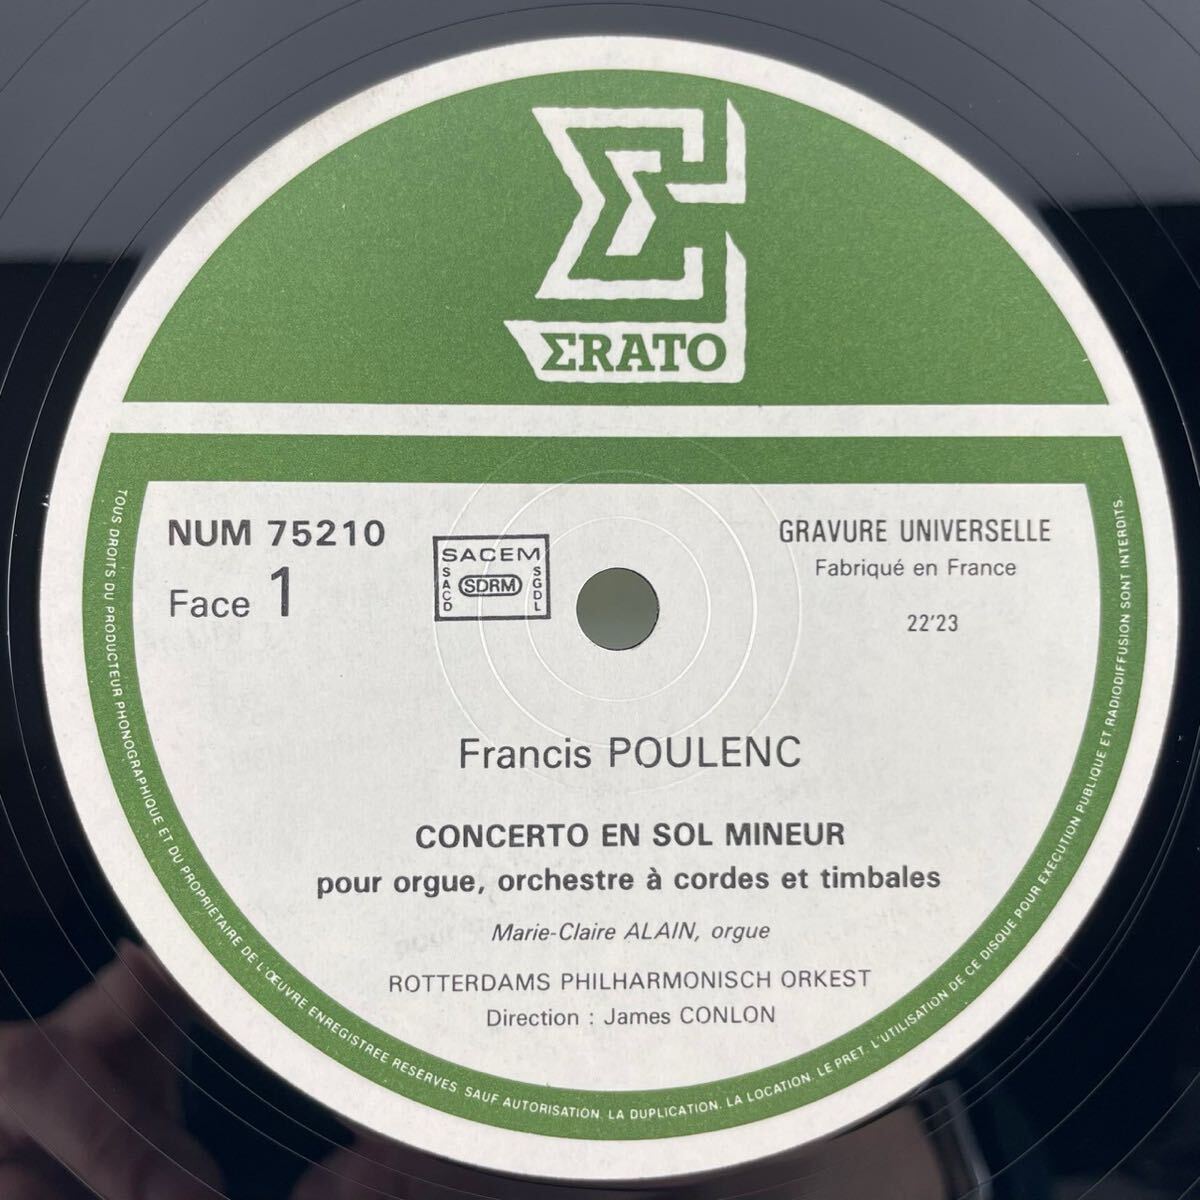 ΣRATO
NUM 75210
Face 1
SACEM
SACD
SDRM
SGDL
GRAVURE UNIVERSELLE
Fabriqué en France
22'23
Francis POULENC
CONCERTO EN SOL MINEUR
pour orgue, orchestre à cordes et timbales
Marie-Claire ALAIN, orgue
ROTTERDAMS PHILHARMONISCH ORKEST
Direction : James CONLON
TOUS DROITS DU PRODUCTEUR PHONOGRAPHIQUE ET DU PROPRIETAIRE DE L'ŒUVRE ENREGISTREE RESERVES. SAUF AUTORISATION, LA DUPLICATION, LA LOCATION, LE PRET, L'UTILISATION DE CE DISQUE POUR EXECUTION PUBLIQUE ET RADIODIFFUSION SONT INTERDITS.